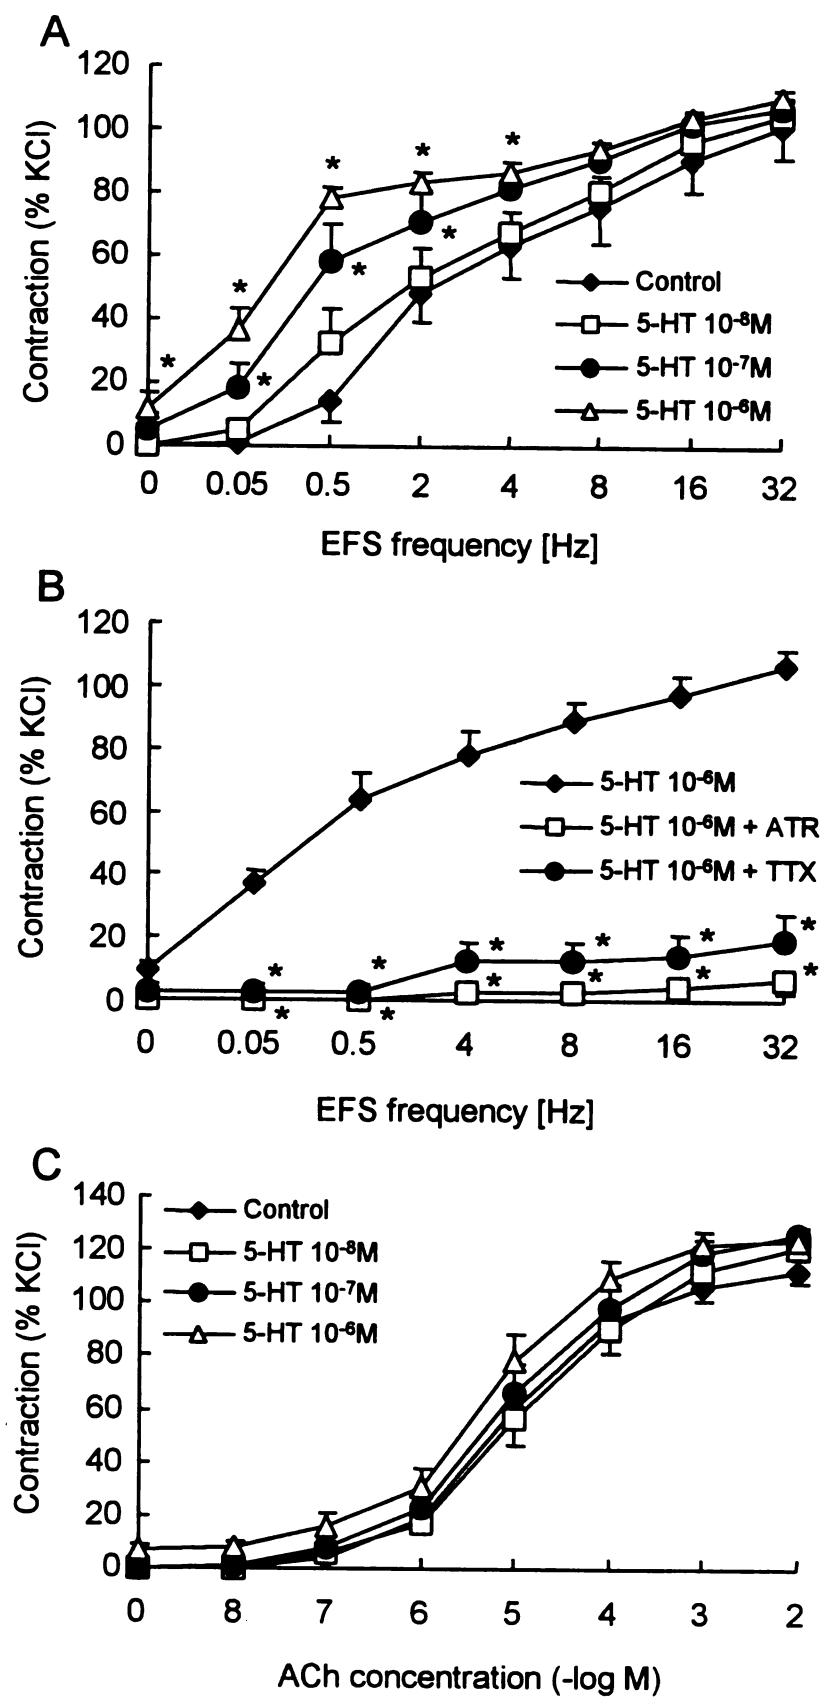 A
120
100
80
60
40
20
0
Contraction (% KCl)
* * * * * * * *
Control
5-HT 10⁻⁸M
5-HT 10⁻⁷M
5-HT 10⁻⁶M
0 0.05 0.5 2 4 8 16 32
EFS frequency [Hz]
B
120
100
80
60
40
20
0
Contraction (% KCl)
5-HT 10⁻⁶M
5-HT 10⁻⁶M + ATR
5-HT 10⁻⁶M + TTX
* * * * * *
* * * * * *
0 0.05 0.5 4 8 16 32
EFS frequency [Hz]
C
140
120
100
80
60
40
20
0
Contraction (% KCl)
Control
5-HT 10⁻⁸M
5-HT 10⁻⁷M
5-HT 10⁻⁶M
0 8 7 6 5 4 3 2
ACh concentration (-log M)